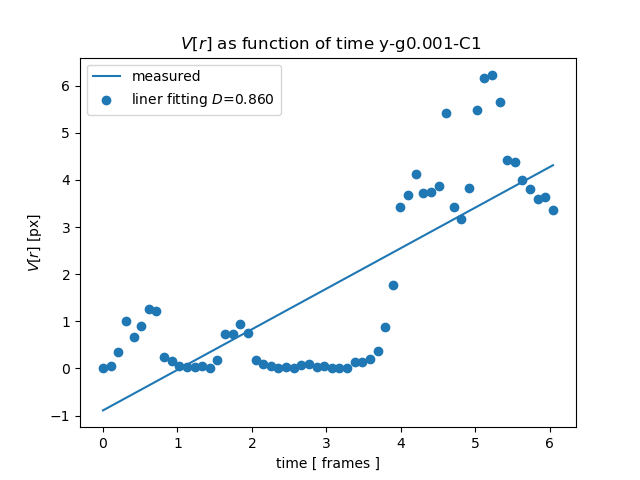 V[r] as function of time y-g0.001-C1
measured
liner fitting D=0.860
V[r] [px]
6
5
4
3
2
1
0
−1
0 1 2 3 4 5 6
time [ frames ]